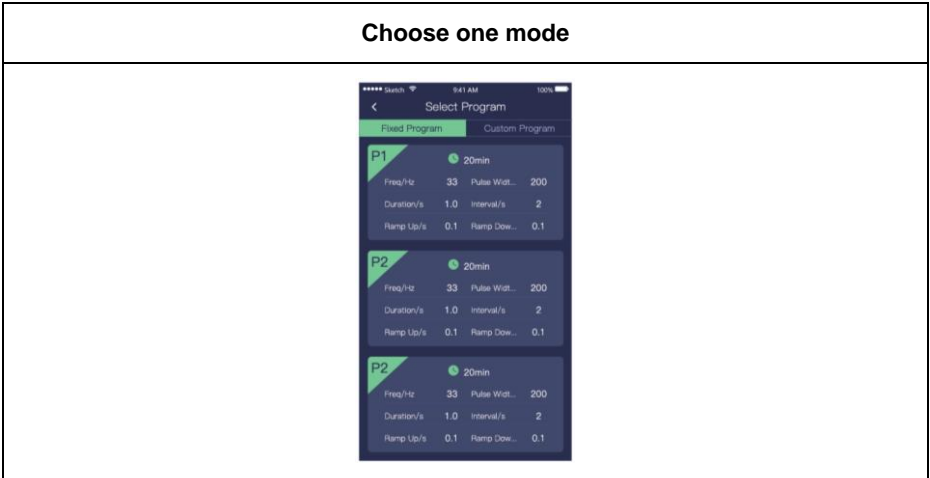 Choose one mode
••••• Sketch 9:41 AM 100%
< Select Program
Fixed Program Custom Program
P1 20min
Freq/Hz 33 Pulse Widt... 200
Duration/s 1.0 Interval/s 2
Ramp Up/s 0.1 Ramp Dow... 0.1
P2 20min
Freq/Hz 33 Pulse Widt... 200
Duration/s 1.0 Interval/s 2
Ramp Up/s 0.1 Ramp Dow... 0.1
P2 20min
Freq/Hz 33 Pulse Widt... 200
Duration/s 1.0 Interval/s 2
Ramp Up/s 0.1 Ramp Dow... 0.1